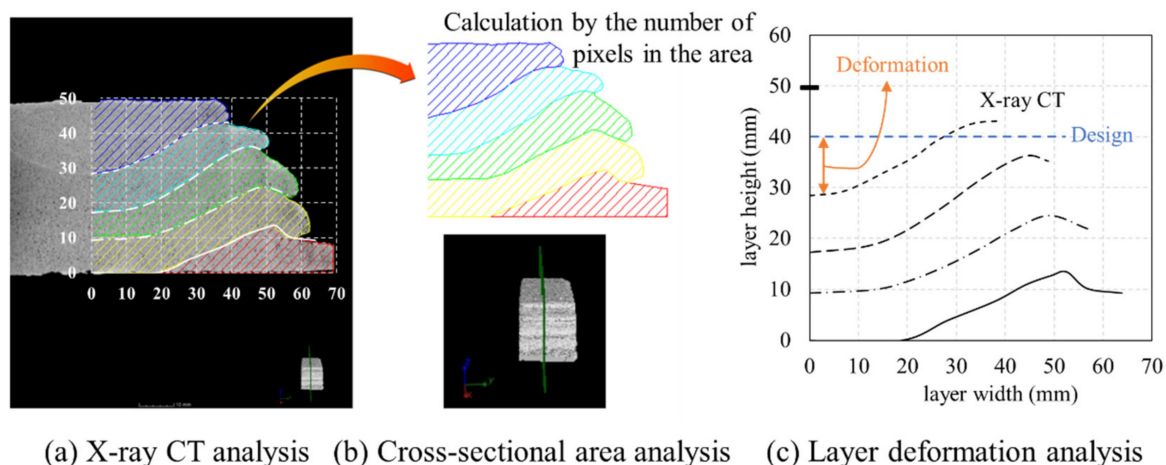 Calculation by the number of
pixels in the area
50
40
30
20
10
0
0 10 20 30 40 50 60 70
60
50
40
30
20
10
0
0 10 20 30 40 50 60 70
layer height (mm)
layer width (mm)
Deformation
X-ray CT
Design
(a) X-ray CT analysis (b) Cross-sectional area analysis (c) Layer deformation analysis